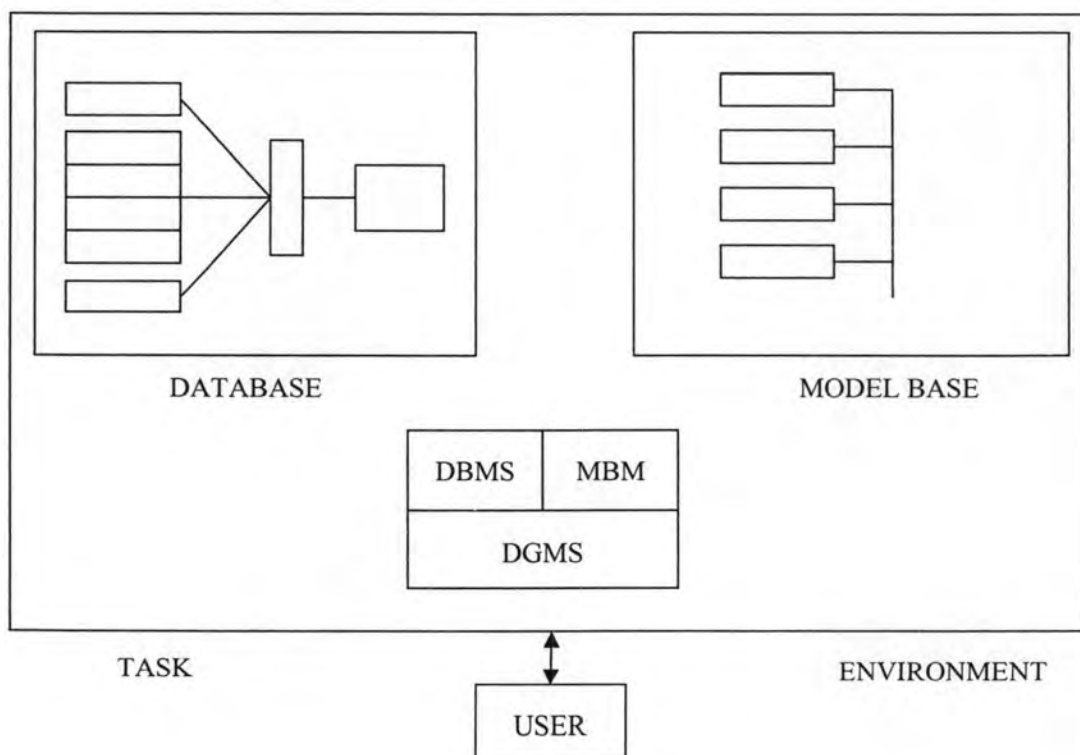 DATABASE
MODEL BASE
DBMS
MBM
DGMS
TASK
ENVIRONMENT
USER